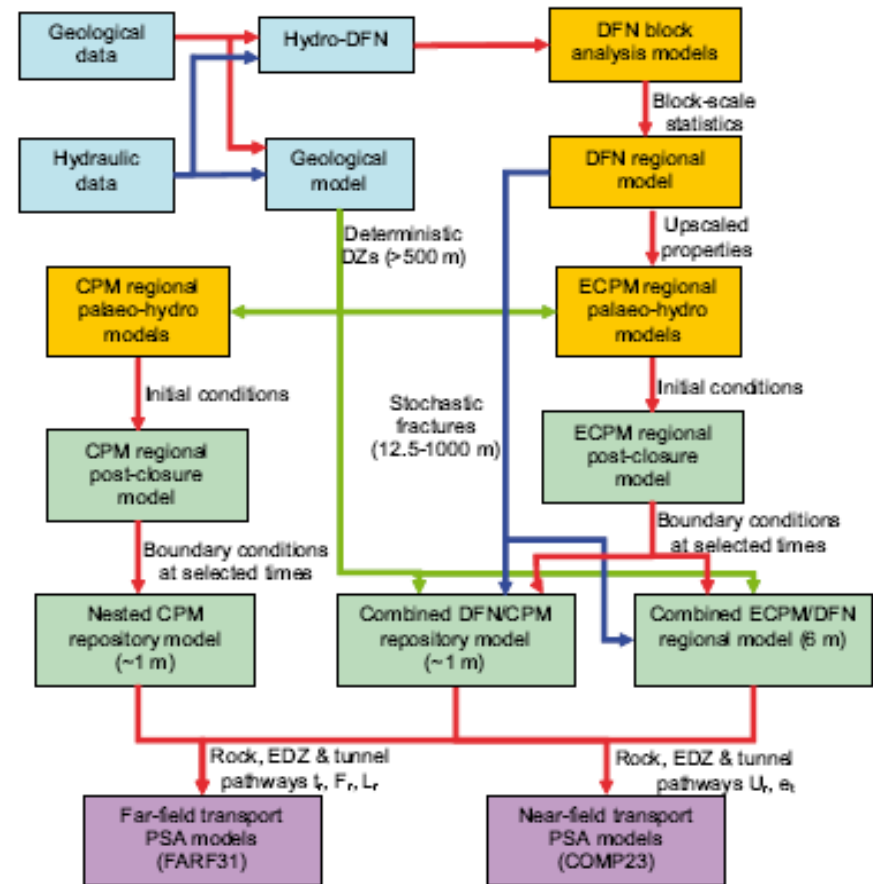 Geological
data
Hydro-DFN
DFN block
analysis models
Block-scale
statistics
Hydraulic
data
Geological
model
DFN regional
model
Deterministic
DZs (>500 m)
Upscaled
properties
CPM regional
palaeo-hydro
models
ECPM regional
palaeo-hydro
models
Initial conditions
Initial conditions
Stochastic
fractures
(12.5-1000 m)
CPM regional
post-closure
model
ECPM regional
post-closure
model
Boundary conditions
at selected times
Boundary conditions
at selected times
Nested CPM
repository model
(~1 m)
Combined DFN/CPM
repository model
(~1 m)
Combined ECPM/DFN
regional model (6 m)
Rock, EDZ & tunnel
pathways tᵣ, Fᵣ, Lᵣ
Rock, EDZ & tunnel
pathways Uᵣ, eₜ
Far-field transport
PSA models
(FARF31)
Near-field transport
PSA models
(COMP23)